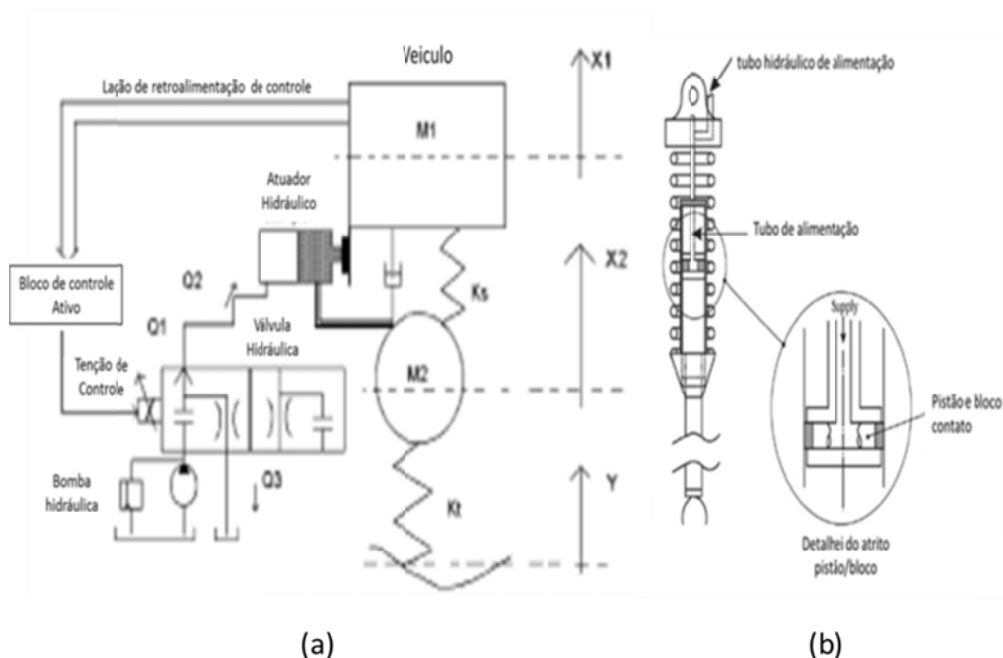 Veiculo
Lação de retroalimentação de controle
M1
X1
Atuador
Hidráulico
X2
Bloco de controle
Ativo
Q2
Ks
Q1
Válvula
Hidráulica
M2
Tenção de
Controle
Bomba
hidráulica
Q3
Kt
Y
(a)
tubo hidráulico de alimentação
Tubo de alimentação
Supply
Pistão e bloco
contato
Detalhei do atrito
pistão/bloco
(b)